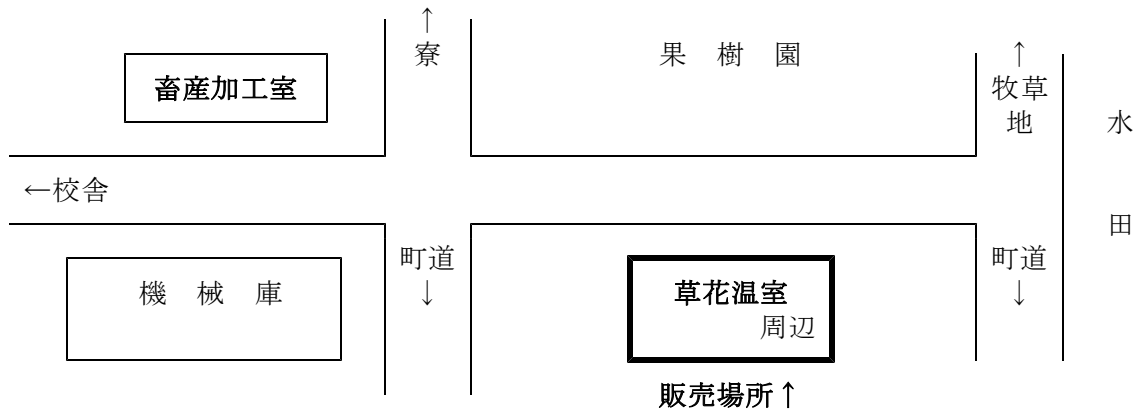 ↑
寮
果 樹 園
↑
牧草
地
畜産加工室
水
田
←校舎
町道
↓
町道
↓
機 械 庫
草花温室
周辺
販売場所↑